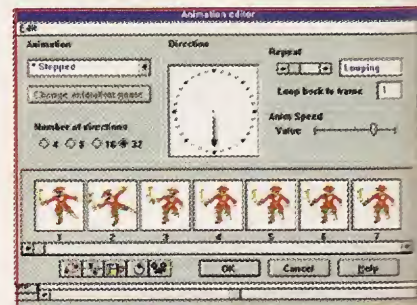 Animation editor
Edit
Animation
Direction
Repeat
* Stopped
Looping
Change animation name
Loop back to frame 1
Number of directions
Anim Speed
4 8 16 32
Value
1 2 3 4 5 6 7
OK Cancel Help